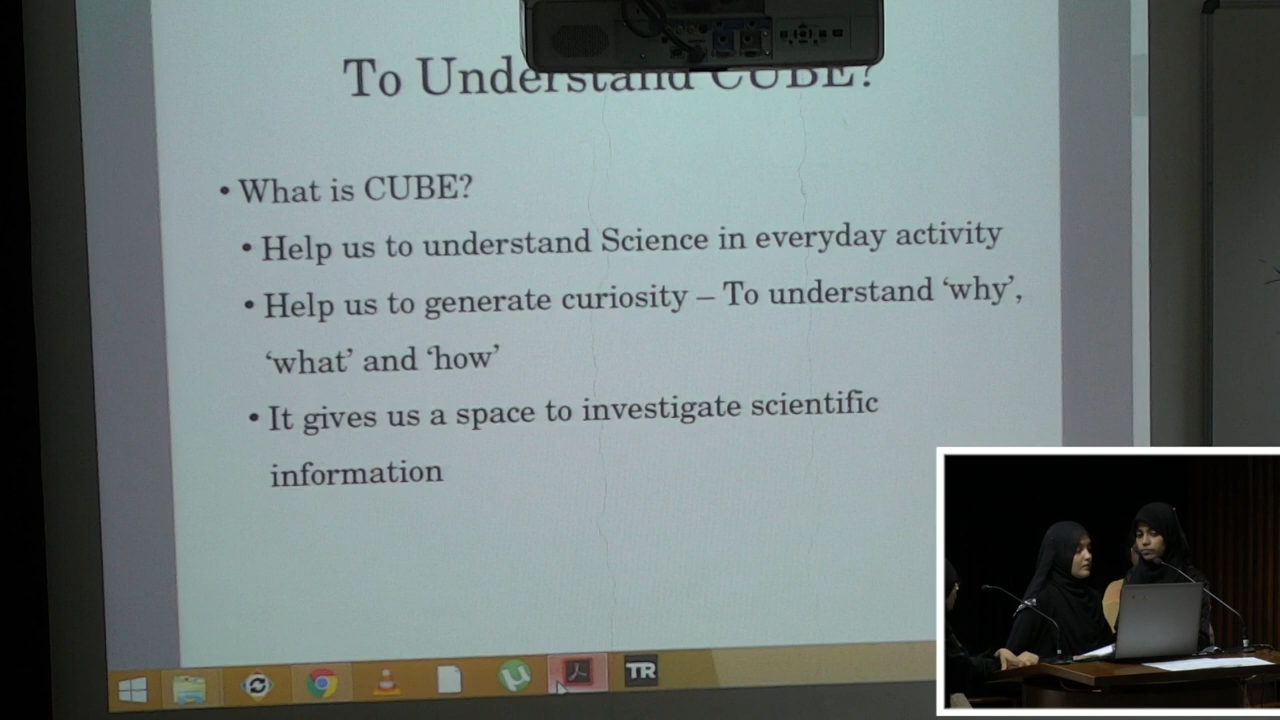 To Understand CUBE?
• What is CUBE?
• Help us to understand Science in everyday activity
• Help us to generate curiosity – To understand ‘why’,
‘what’ and ‘how’
• It gives us a space to investigate scientific
information
TR